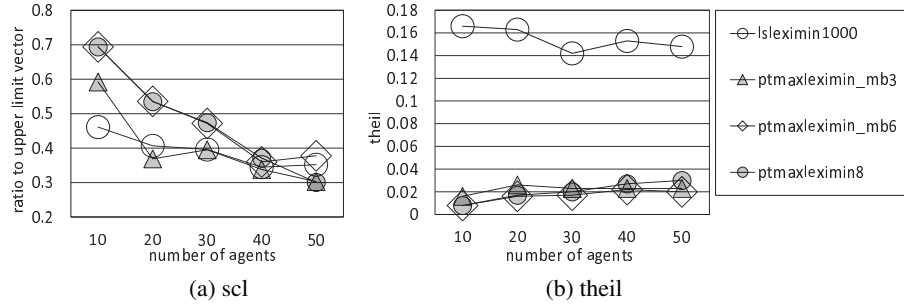 0.8
0.7
0.6
0.5
0.4
0.3
0.2
ratio to upper limit vector
10 20 30 40 50
number of agents
(a) scl
0.18
0.16
0.14
0.12
0.1
0.08
0.06
0.04
0.02
0
theil
10 20 30 40 50
number of agents
(b) theil
lsleximin1000
ptmaxleximin_mb3
ptmaxleximin_mb6
ptmaxleximin8